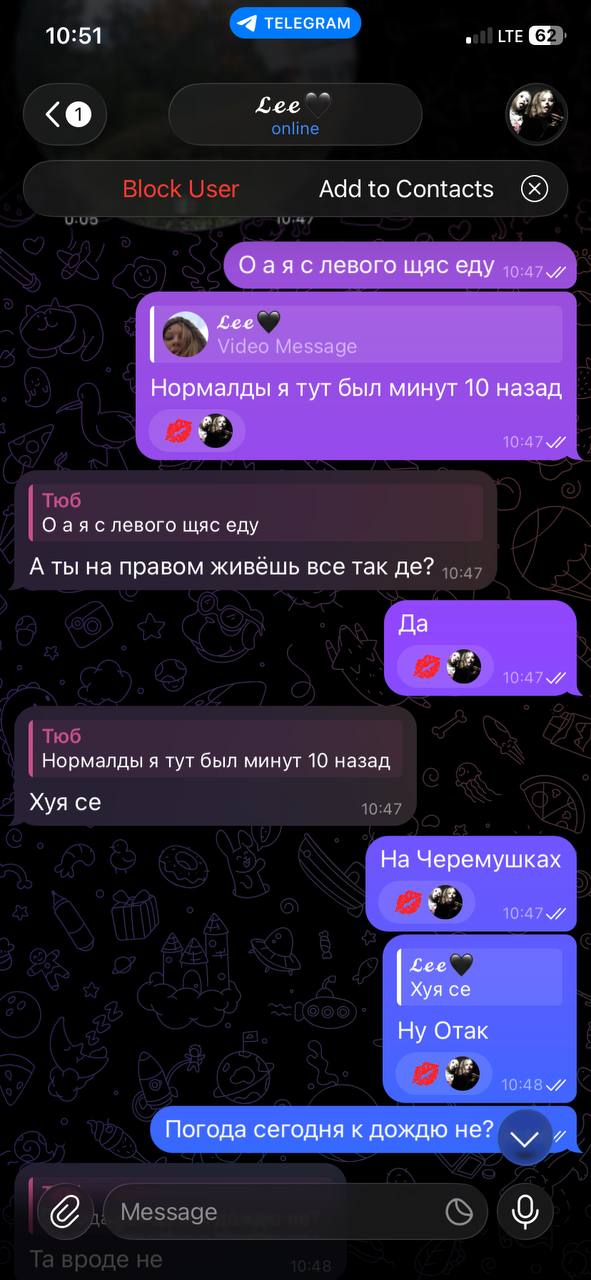 10:51
TELEGRAM
LTE 62
1
𝓛𝓮𝓮🖤
online
Block User
Add to Contacts
0:05
10:47
О а я с левого щяс еду 10:47
𝓛𝓮𝓮🖤
Video Message
Нормалды я тут был минут 10 назад
10:47
Тюб
О а я с левого щяс еду
А ты на правом живёшь все так де? 10:47
Да
10:47
Тюб
Нормалды я тут был минут 10 назад
Хуя се
10:47
На Черемушках
10:47
𝓛𝓮𝓮🖤
Хуя се
Ну Отак
10:48
Погода сегодня к дождю не?
Message
Та вроде не
10:48